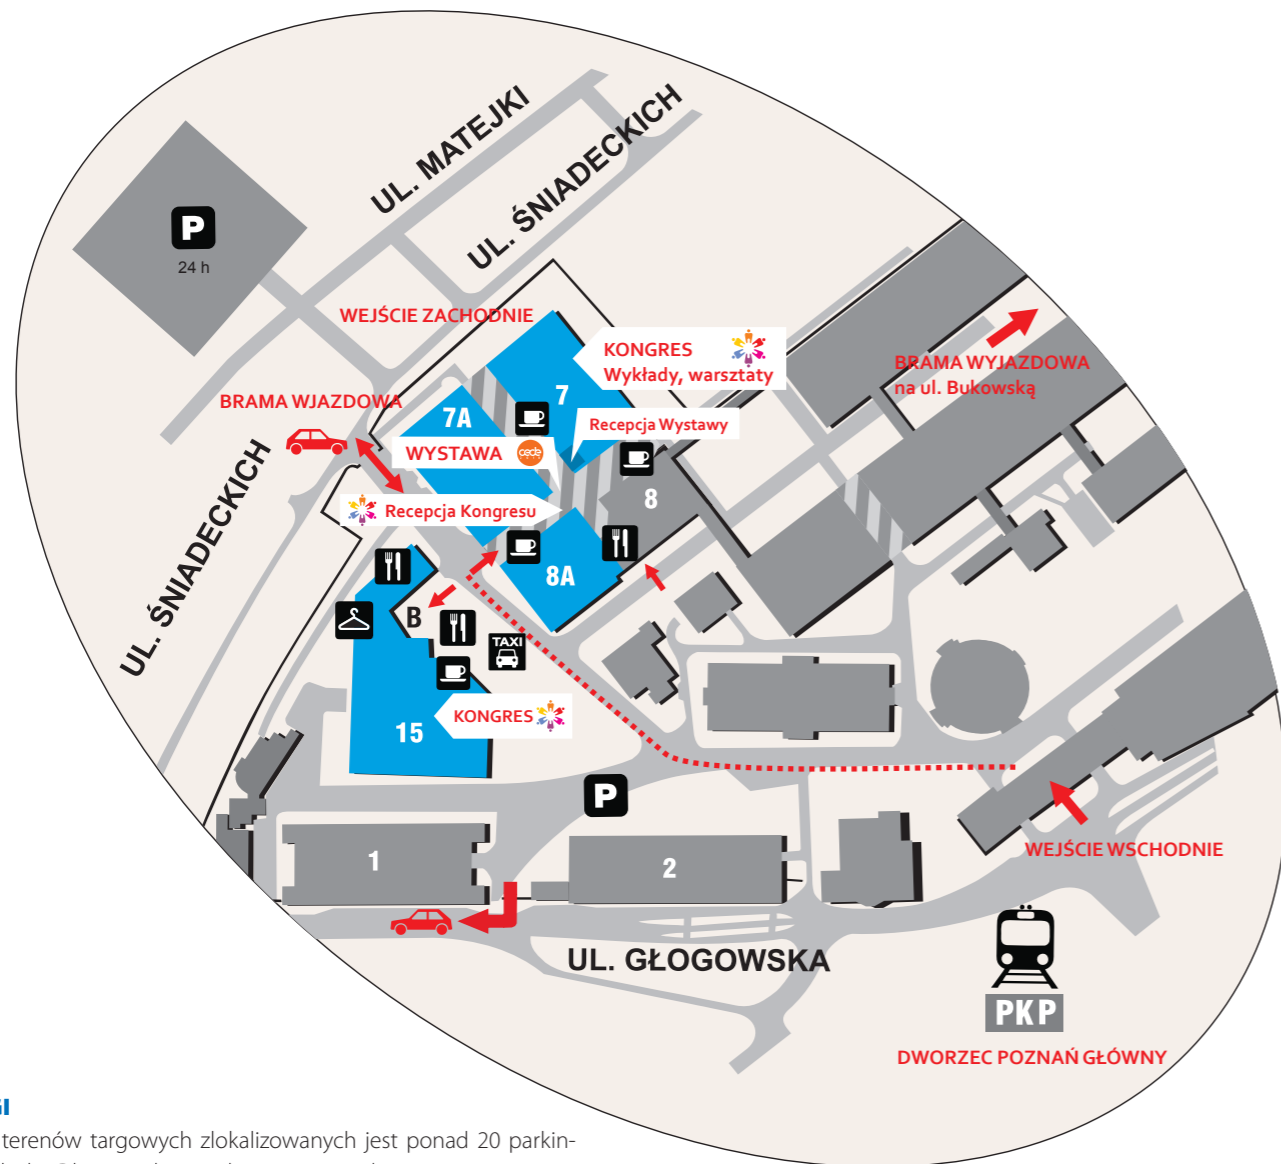 UL. MATEJKI
UL. ŚNIADECKICH
P
24 h
WEJŚCIE ZACHODNIE
KONGRES
Wykłady, warsztaty
BRAMA WYJAZDOWA
na ul. Bukowską
7
7A
BRAMA WJAZDOWA
Recepcja Wystawy
WYSTAWA cede
8
Recepcja Kongresu
UL. ŚNIADECKICH
8A
B
TAXI
KONGRES
15
P
1
2
WEJŚCIE WSCHODNIE
UL. GŁOGOWSKA
PKP
DWORZEC POZNAŃ GŁÓWNY
GI
terenów targowych zlokalizowanych jest ponad 20 parkin-